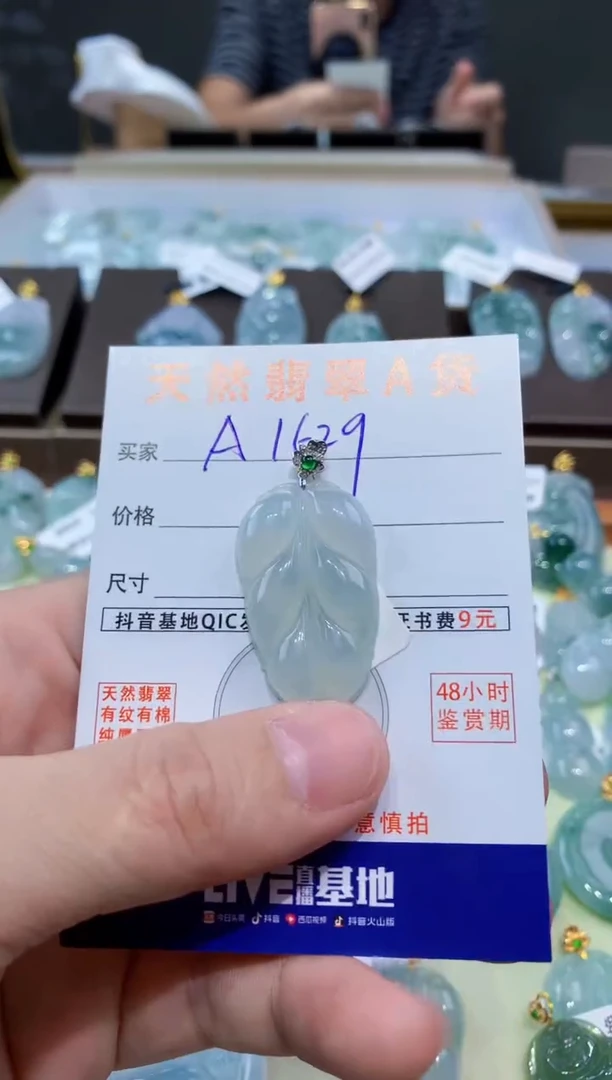 天然翡翠A货
买家 A1629
价格
尺寸
抖音基地QIC发 证书费9元
天然翡翠
有纹有棉
48小时
鉴赏期
意慎拍
LIVE直播基地
今日头条 抖音 西瓜视频 抖音火山版